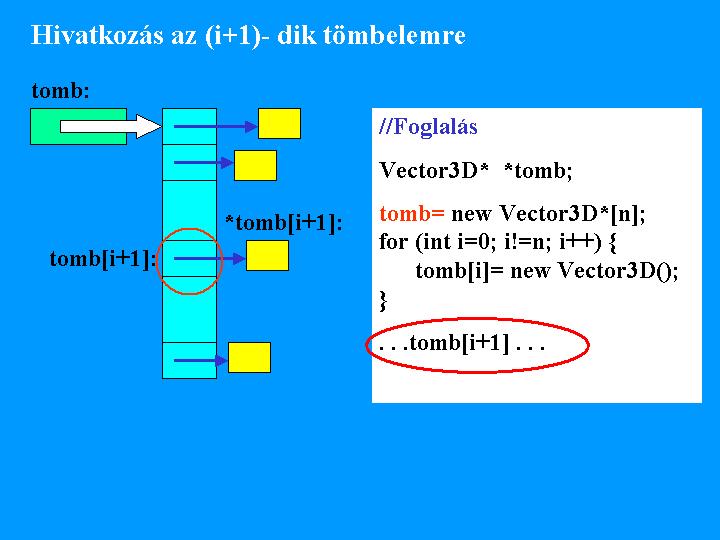 Hivatkozás az (i+1)- dik tömbelemre
tomb:
*tomb[i+1]:
tomb[i+1]:
//Foglalás
Vector3D* *tomb;
tomb= new Vector3D*[n];
for (int i=0; i!=n; i++) {
tomb[i]= new Vector3D();
}
. . .tomb[i+1] . . .